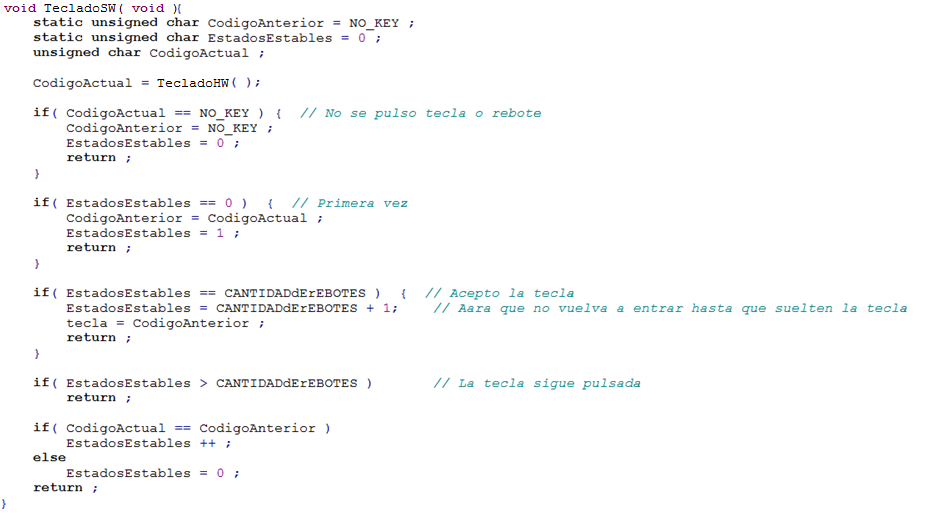 void TecladoSW( void ){
static unsigned char CodigoAnterior = NO_KEY ;
static unsigned char EstadosEstables = 0 ;
unsigned char CodigoActual ;
CodigoActual = TecladoHW( );
if( CodigoActual == NO_KEY ) { // No se pulso tecla o rebote
CodigoAnterior = NO_KEY ;
EstadosEstables = 0 ;
return ;
}
if( EstadosEstables == 0 ) { // Primera vez
CodigoAnterior = CodigoActual ;
EstadosEstables = 1 ;
return ;
}
if( EstadosEstables == CANTIDADdErEBOTES ) { // Acepto la tecla
EstadosEstables = CANTIDADdErEBOTES + 1; // Aara que no vuelva a entrar hasta que suelten la tecla
tecla = CodigoAnterior ;
return ;
}
if( EstadosEstables > CANTIDADdErEBOTES ) // La tecla sigue pulsada
return ;
if( CodigoActual == CodigoAnterior )
EstadosEstables ++ ;
else
EstadosEstables = 0 ;
return ;
}